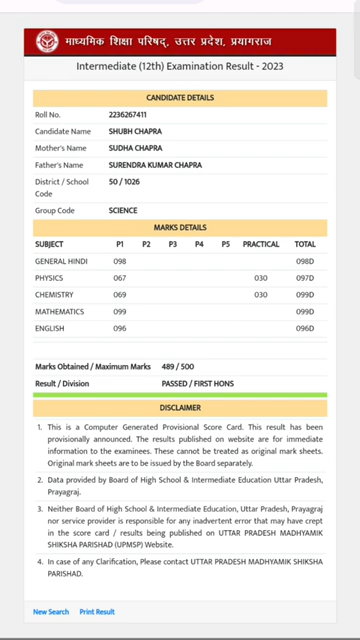 माध्यमिक शिक्षा परिषद्, उत्तर प्रदेश, प्रयागराज
Intermediate (12th) Examination Result - 2023
CANDIDATE DETAILS
Roll No. 2236267411
Candidate Name SHUBH CHAPRA
Mother's Name SUDHA CHAPRA
Father's Name SURENDRA KUMAR CHAPRA
District / School 50 / 1026
Code
Group Code SCIENCE
MARKS DETAILS
SUBJECT P1 P2 P3 P4 P5 PRACTICAL TOTAL
GENERAL HINDI 098 098D
PHYSICS 067 030 097D
CHEMISTRY 069 030 099D
MATHEMATICS 099 099D
ENGLISH 096 096D
Marks Obtained / Maximum Marks 489 / 500
Result / Division PASSED / FIRST HONS
DISCLAIMER
1. This is a Computer Generated Provisional Score Card. This result has been
provisionally announced. The results published on website are for immediate
information to the examinees. These cannot be treated as original mark sheets.
Original mark sheets are to be issued by the Board separately.
2. Data provided by Board of High School & Intermediate Education Uttar Pradesh,
Prayagraj.
3. Neither Board of High School & Intermediate Education, Uttar Pradesh, Prayagraj
nor service provider is responsible for any inadvertent error that may have crept
in the score card / results being published on UTTAR PRADESH MADHYAMIK
SHIKSHA PARISHAD (UPMSP) Website.
4. In case of any Clarification, Please contact UTTAR PRADESH MADHYAMIK SHIKSHA
PARISHAD.
New Search Print Result